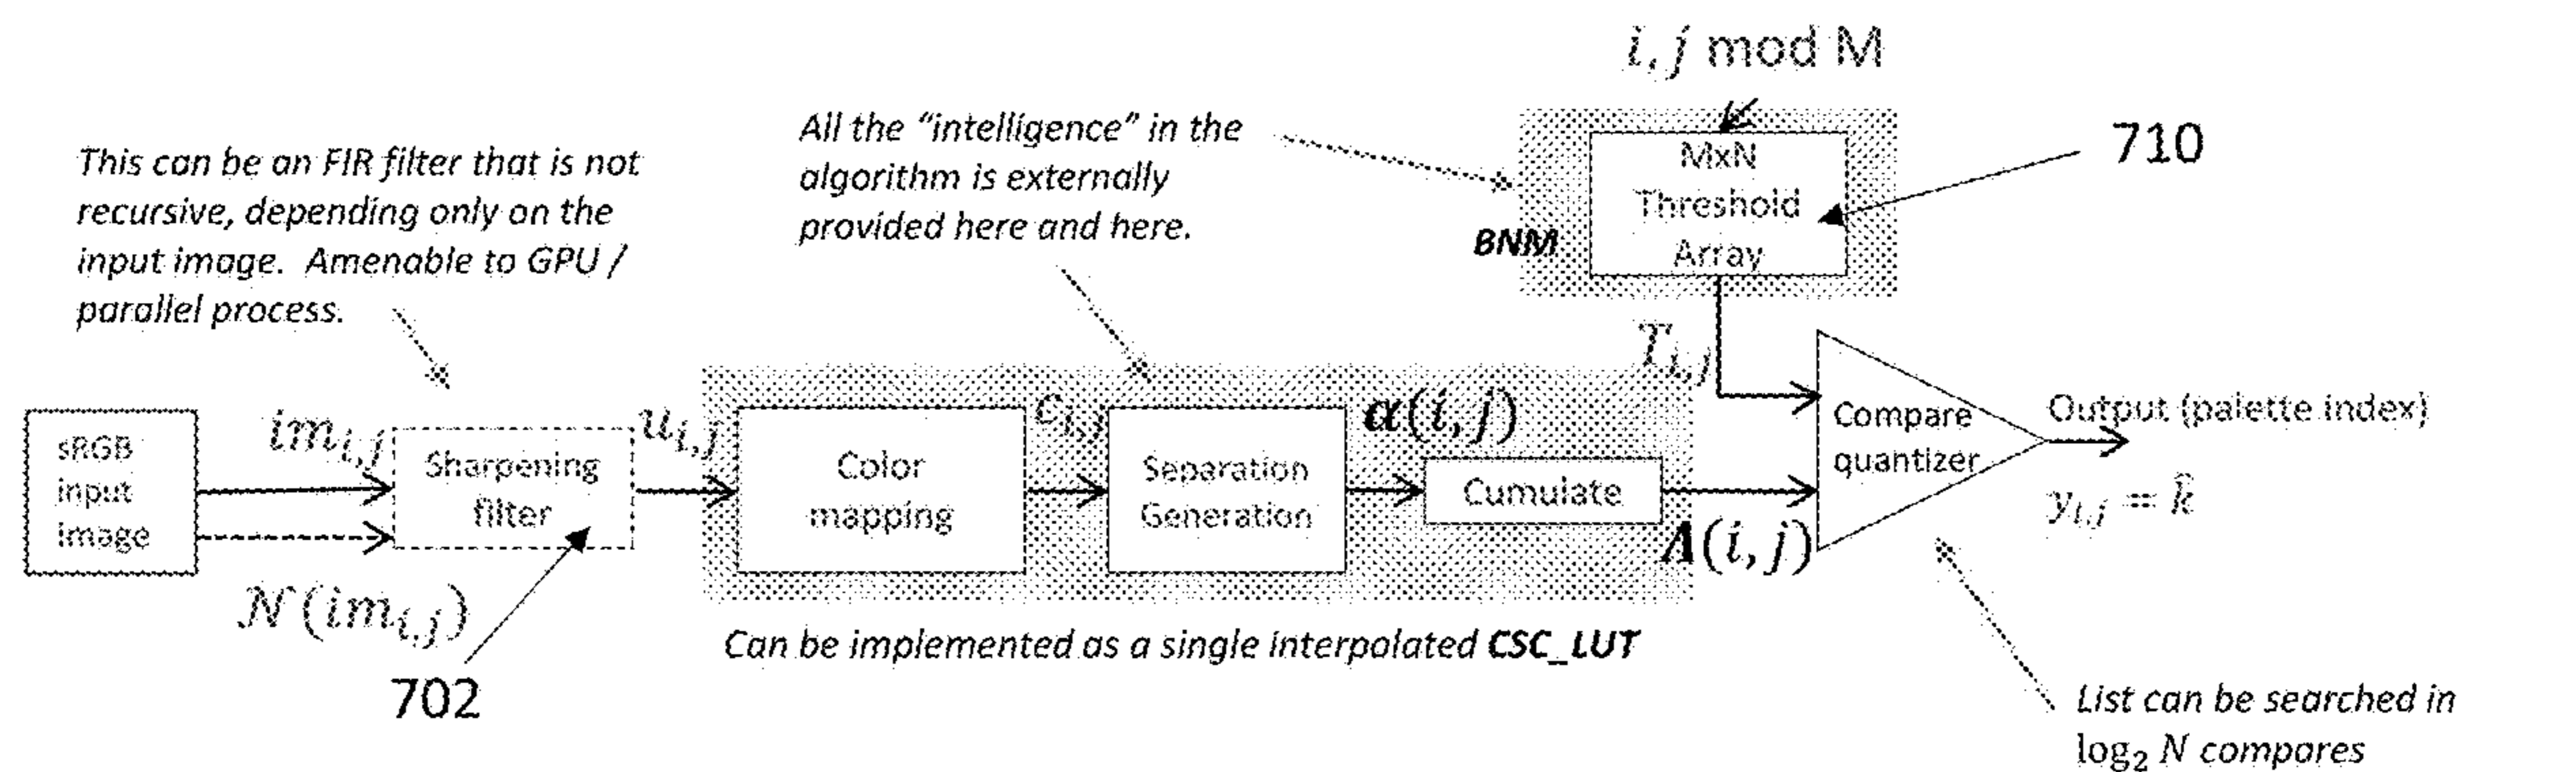 i, j mod M
This can be an FIR filter that is not
recursive, depending only on the
input image. Amenable to GPU /
parallel process.
All the “intelligence” in the
algorithm is externally
provided here and here.
BNM
MxN
Threshold
Array
710
T_{i,j}
sRGB
input
image
im_{i,j}
𝒩(im_{i,j})
Sharpening
filter
702
u_{i,j}
Color
mapping
c_{i,j}
Separation
Generation
α(i, j)
Cumulate
Λ(i, j)
Can be implemented as a single interpolated CSC_LUT
Compare
quantizer
Output (palette index)
y_{i,j} = k̂
List can be searched in
log₂ N compares